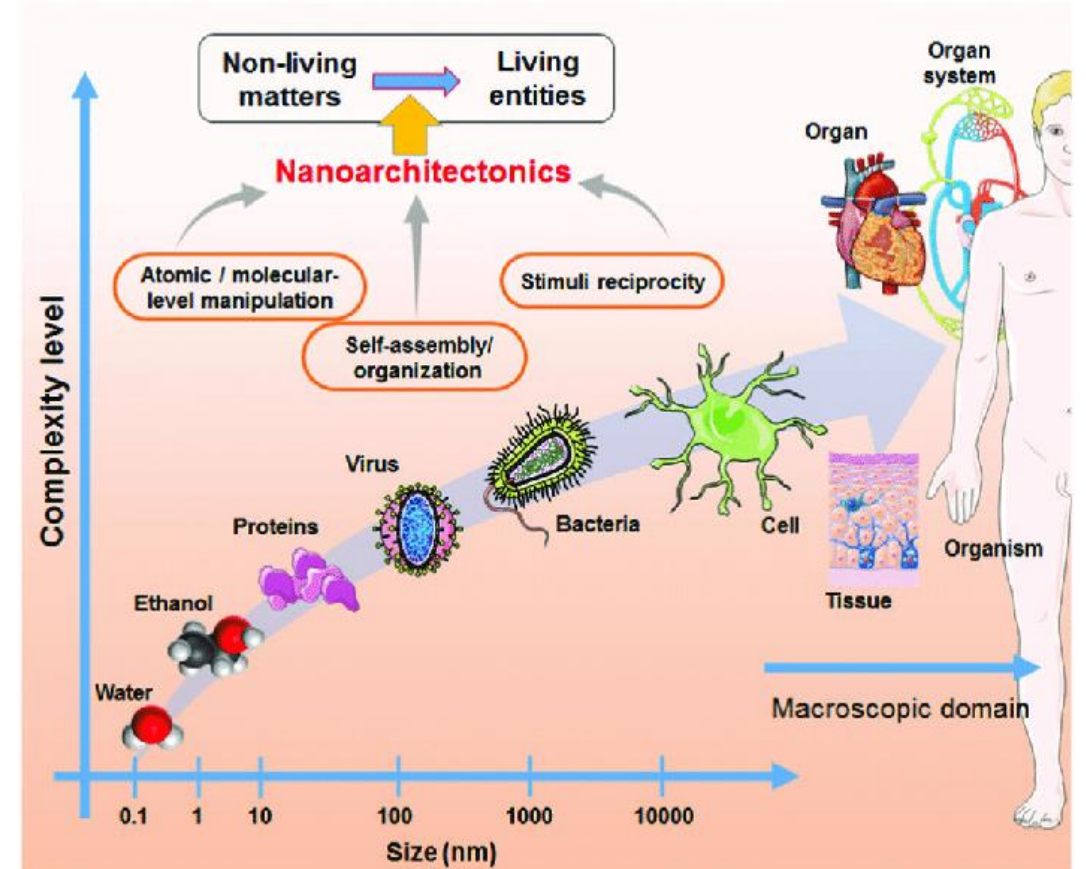 Non-living
matters
Living
entities
Nanoarchitectonics
Atomic / molecular-
level manipulation
Self-assembly/
organization
Stimuli reciprocity
Organ
system
Organ
Complexity level
Virus
Proteins
Ethanol
Water
Bacteria
Cell
Tissue
Organism
Macroscopic domain
0.1 1 10 100 1000 10000
Size (nm)